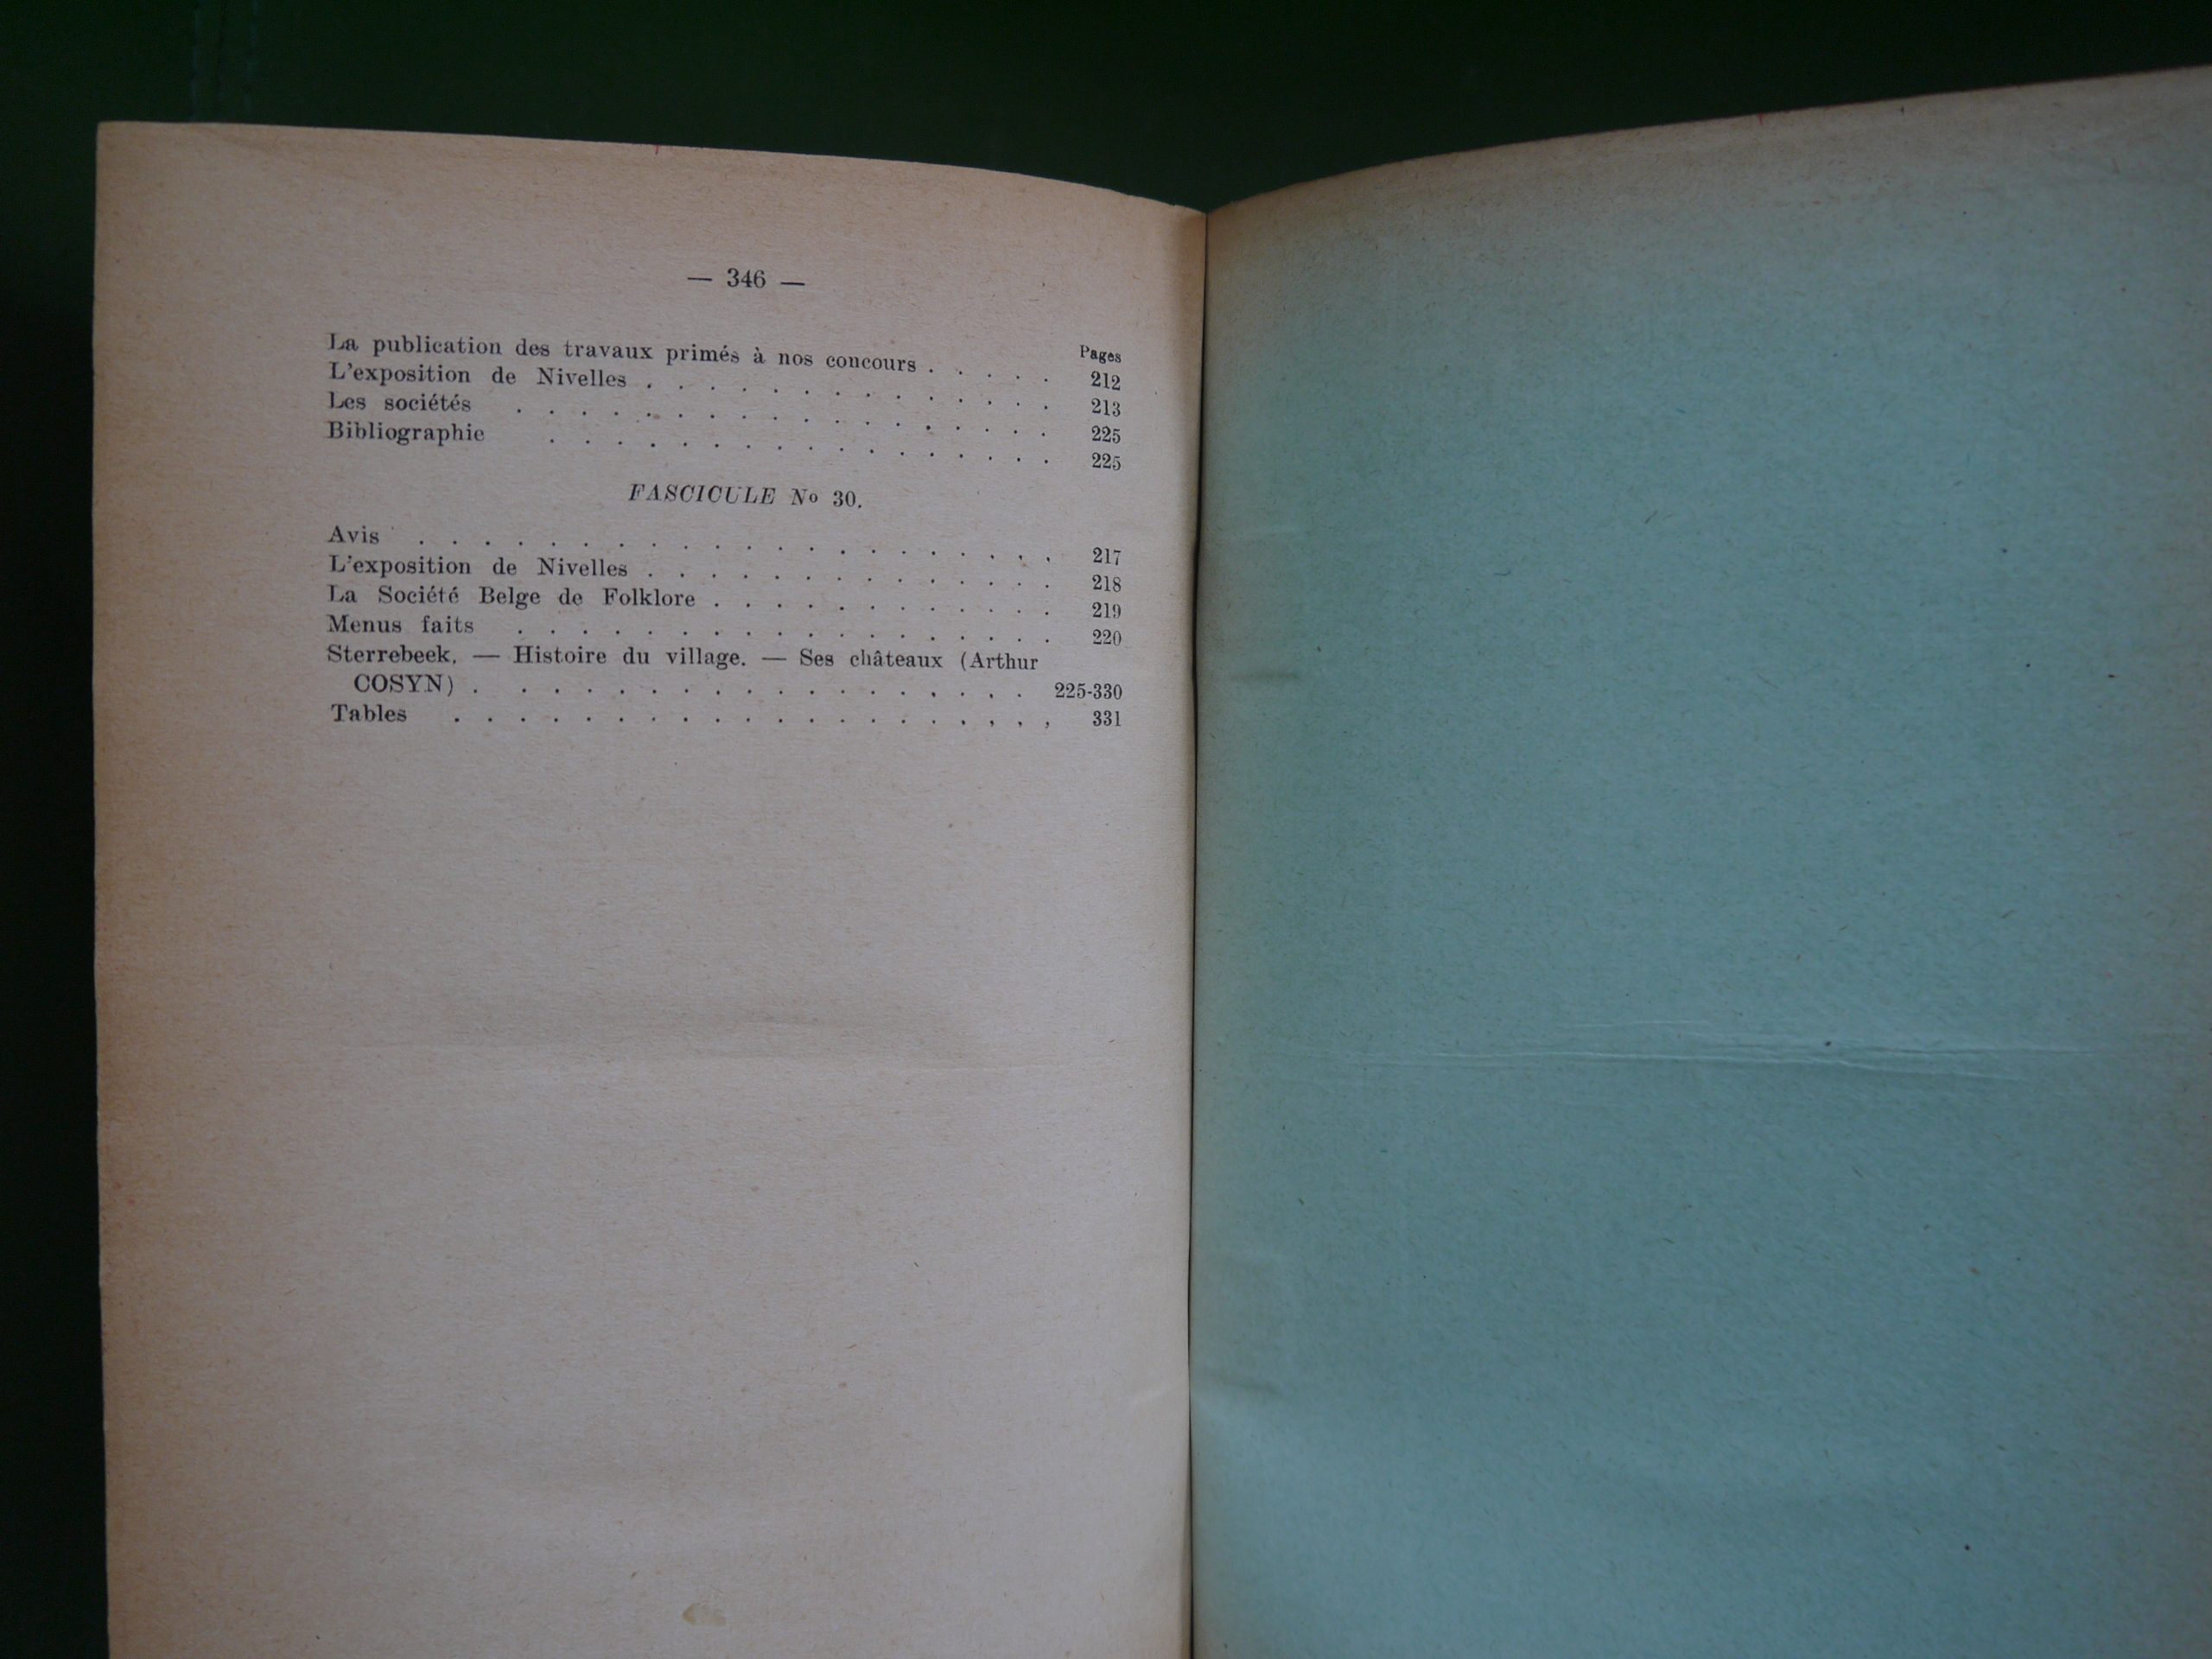 — 346 —
Pages
La publication des travaux primés à nos concours . . . . . 212
L'exposition de Nivelles . . . . . . . . . . . . . 213
Les sociétés . . . . . . . . . . . . . . . . . 225
Bibliographie . . . . . . . . . . . . . . . . 225
FASCICULE No 30.
Avis . . . . . . . . . . . . . . . . . . . . 217
L'exposition de Nivelles . . . . . . . . . . . . . 218
La Société Belge de Folklore . . . . . . . . . . . 219
Menus faits . . . . . . . . . . . . . . . . . 220
Sterrebeek. — Histoire du village. — Ses châteaux (Arthur
COSYN) . . . . . . . . . . . . . . . . . . 225-330
Tables . . . . . . . . . . . . . . . . . . . 331